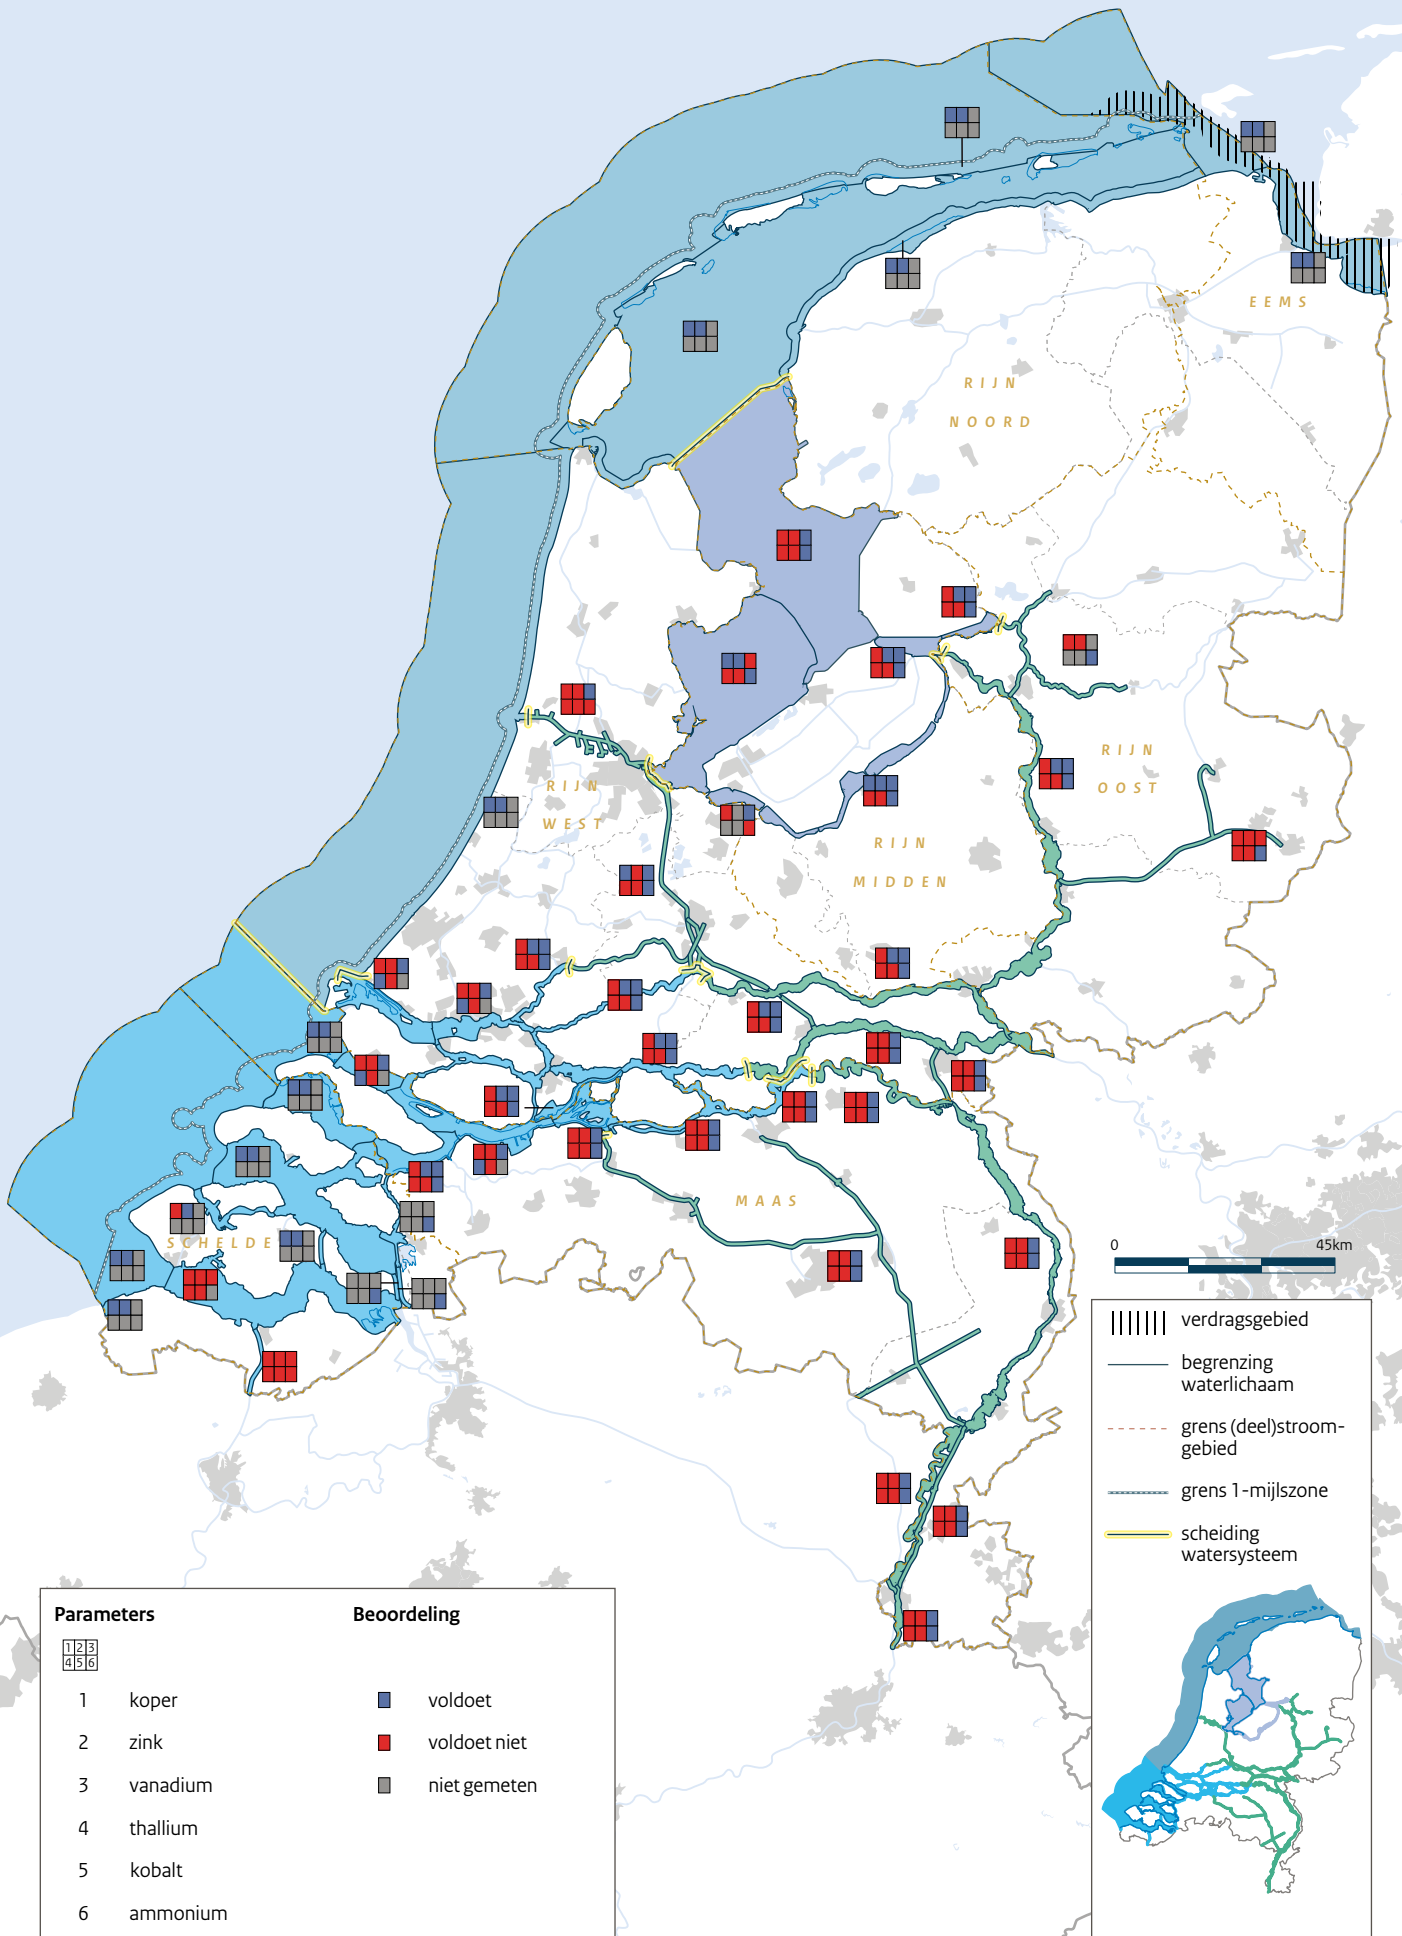 EEMS
RIJN
NOORD
RIJN
OOST
RIJN
WEST
RIJN
MIDDEN
MAAS
SCHELDE
0 45km
verdragsgebied
begrenzing
waterlichaam
grens (deel)stroom-
gebied
grens 1-mijlszone
scheiding
watersysteem
Parameters Beoordeling
1 2 3
4 5 6
1 koper voldoet
2 zink voldoet niet
3 vanadium niet gemeten
4 thallium
5 kobalt
6 ammonium